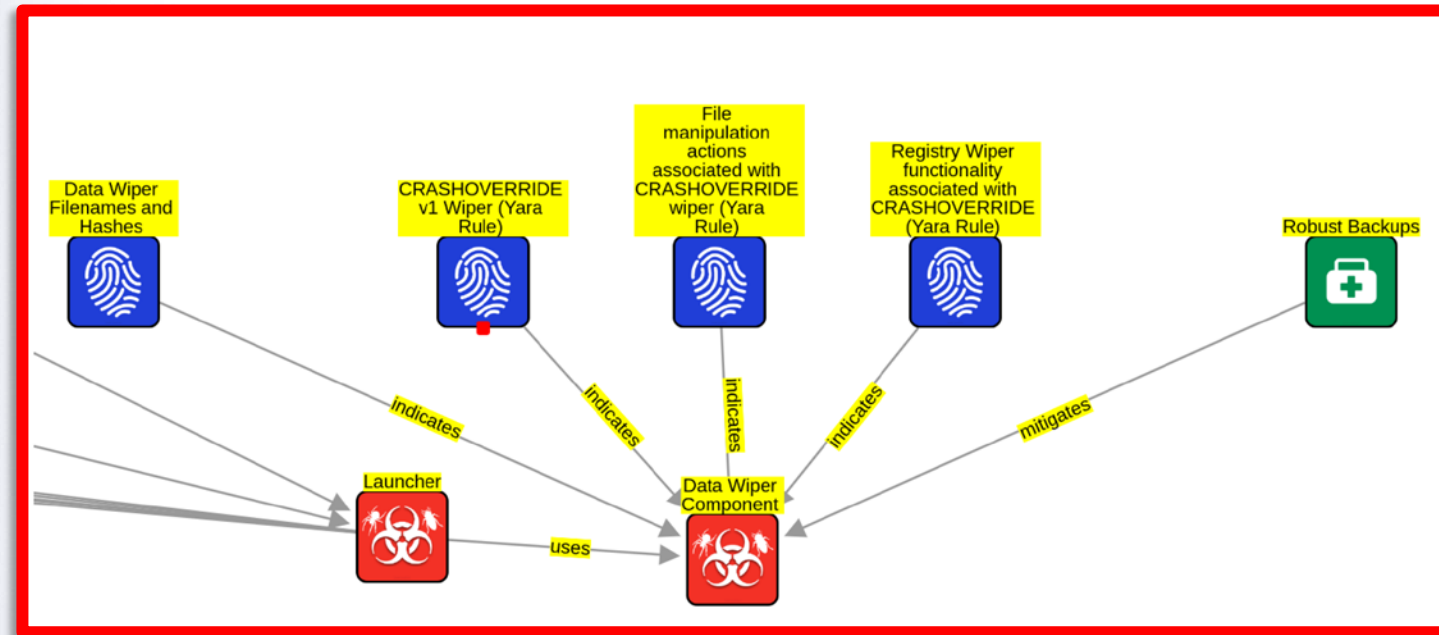 File
manipulation
actions
associated with
CRASHOVERRIDE
wiper (Yara
Rule)
Registry Wiper
functionality
associated with
CRASHOVERRIDE
(Yara Rule)
Data Wiper
Filenames and
Hashes
CRASHOVERRIDE
v1 Wiper (Yara
Rule)
Robust Backups
indicates
indicates
indicates
indicates
mitigates
Launcher
Data Wiper
Component
uses